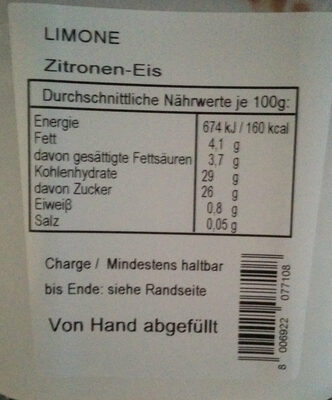 LIMONE
Zitronen-Eis
Durchschnittliche Nährwerte je 100g:
Energie 674 kJ / 160 kcal
Fett 4,1 g
davon gesättigte Fettsäuren 3,7 g
Kohlenhydrate 29 g
davon Zucker 26 g
Eiweiß 0,8 g
Salz 0,05 g
Charge / Mindestens haltbar
bis Ende: siehe Randseite
Von Hand abgefüllt
8 006922 077108